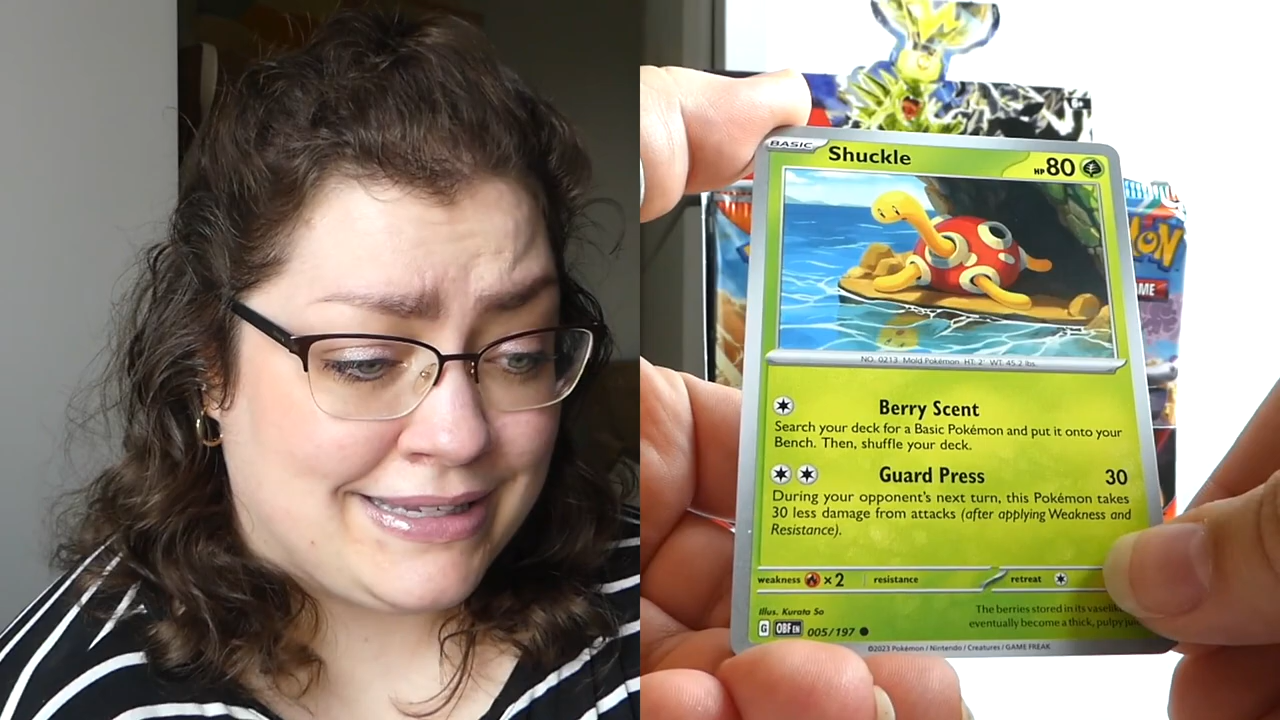 BASIC
Shuckle
HP 80
NO. 0213 Mold Pokémon HT: 2' WT: 45.2 lbs.
Berry Scent
Search your deck for a Basic Pokémon and put it onto your
Bench. Then, shuffle your deck.
Guard Press 30
During your opponent's next turn, this Pokémon takes
30 less damage from attacks (after applying Weakness and
Resistance).
weakness ×2 resistance retreat
Illus. Kurata So
The berries stored in its
eventually become a thick, pulpy
G OBF EN 005/197
©2023 Pokémon / Nintendo / Creatures / GAME FREAK